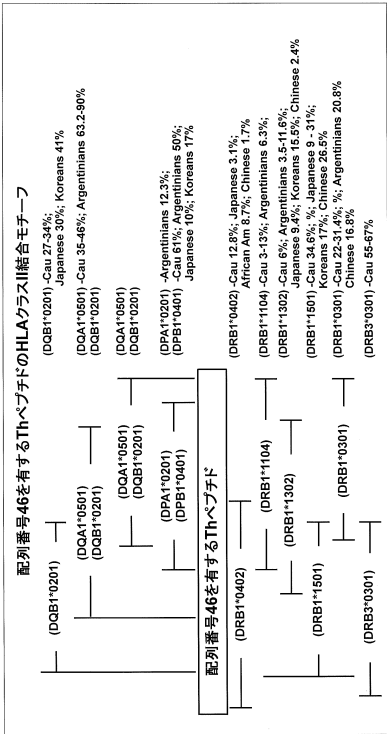 配列番号46を有するThペプチドのHLAクラスII結合モチーフ
(DQB1*0201)
(DQB1*0201) -Cau 27-34%;
Japanese 30%; Koreans 41%
(DQA1*0501)
(DQB1*0201)
(DQA1*0501) -Cau 35-46%; Argentinians 63.2-90%
(DQB1*0201)
(DQA1*0501)
(DQB1*0201)
(DQA1*0501)
(DQB1*0201)
(DPA1*0201)
(DPB1*0401)
(DPA1*0201) -Argentinians 12.3%;
(DPB1*0401) -Cau 61%; Argentinians 50%;
Japanese 10%; Koreans 17%
配列番号46を有するThペプチド
(DRB1*0402)
(DRB1*0402) -Cau 12.8%; Japanese 3.1%;
African Am 8.7%; Chinese 1.7%
(DRB1*1104)
(DRB1*1104) -Cau 3-13%; Argentinians 6.3%;
(DRB1*1302)
(DRB1*1302) -Cau 6%; Argentinians 3.5-11.6%;
Japanese 9.4%; Koreans 15.5%; Chinese 2.4%
(DRB1*1501)
(DRB1*1501) -Cau 34.6%; %; Japanese 9 - 31%;
Koreans 17%; Chinese 26.5%
(DRB1*0301)
(DRB1*0301) -Cau 22-31.4%; %; Argentinians 20.8%
Chinese 16.8%
(DRB3*0301)
(DRB3*0301) -Cau 55-67%